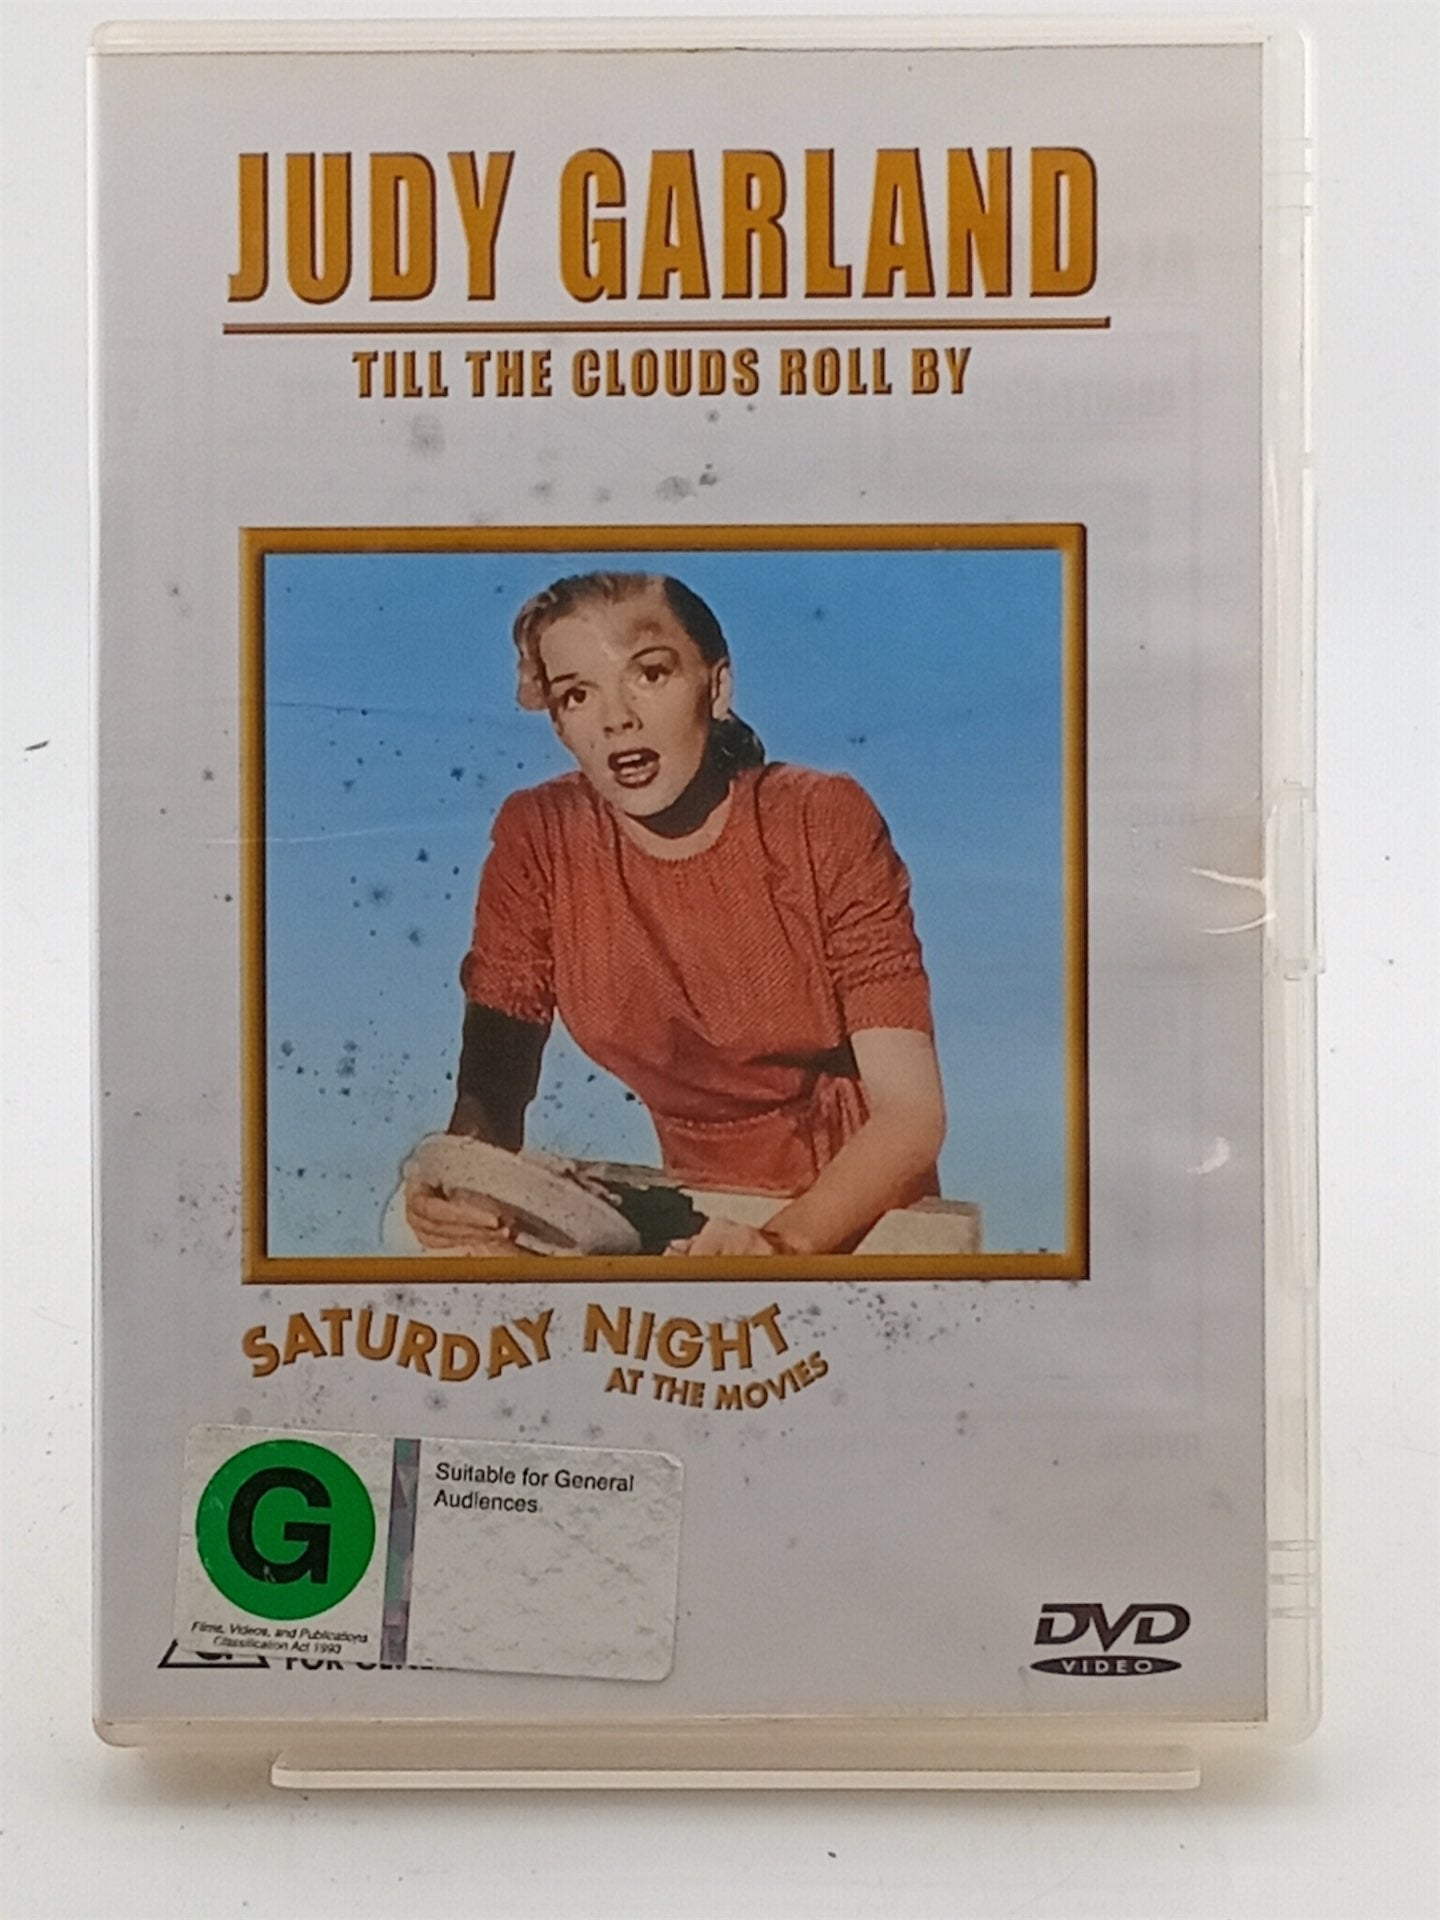 JUDY GARLAND
TILL THE CLOUDS ROLL BY
SATURDAY NIGHT
AT THE MOVIES
G
Suitable for General
Audiences.
Films, Videos, and Publications
Classification Act 1993
FOR
DVD
VIDEO